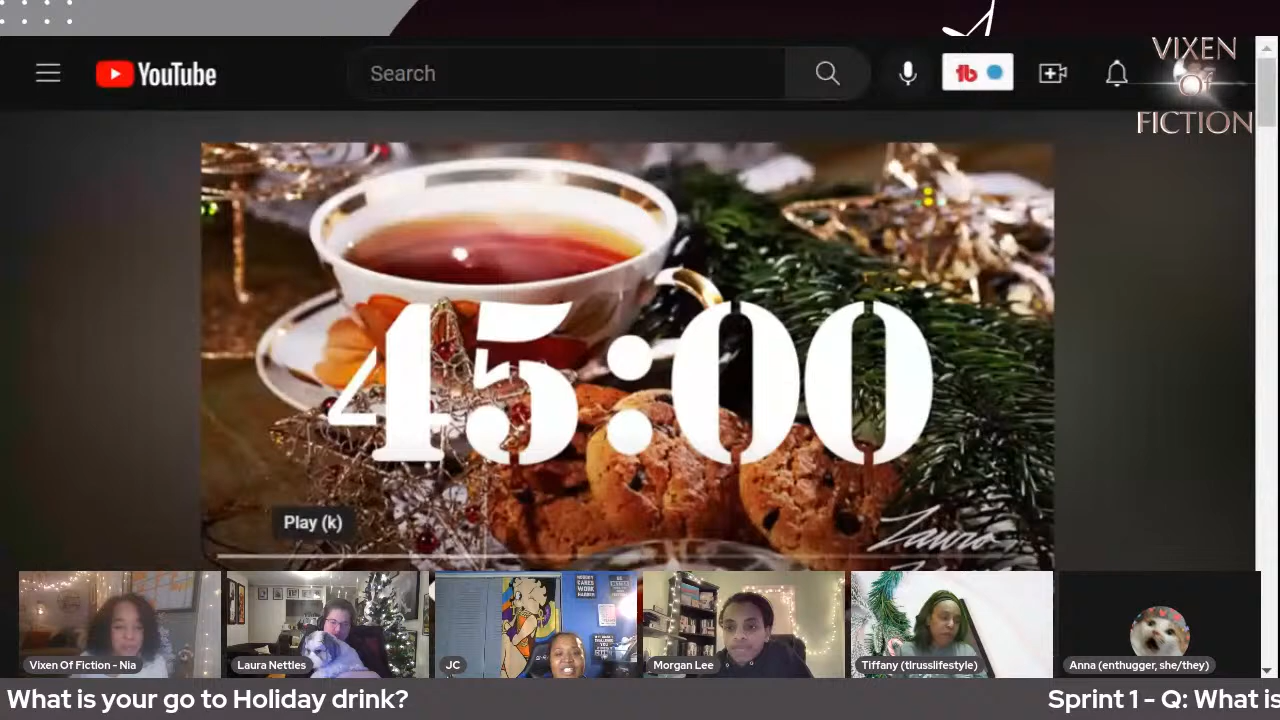 YouTube
Search
VIXEN
Of
FICTION
45:00
Play (k)
Vixen Of Fiction - Nia
Laura Nettles
JC
Morgan Lee
Tiffany (tlrusslifestyle)
Anna (enthugger, she/they)
What is your go to Holiday drink?
Sprint 1 - Q: What is